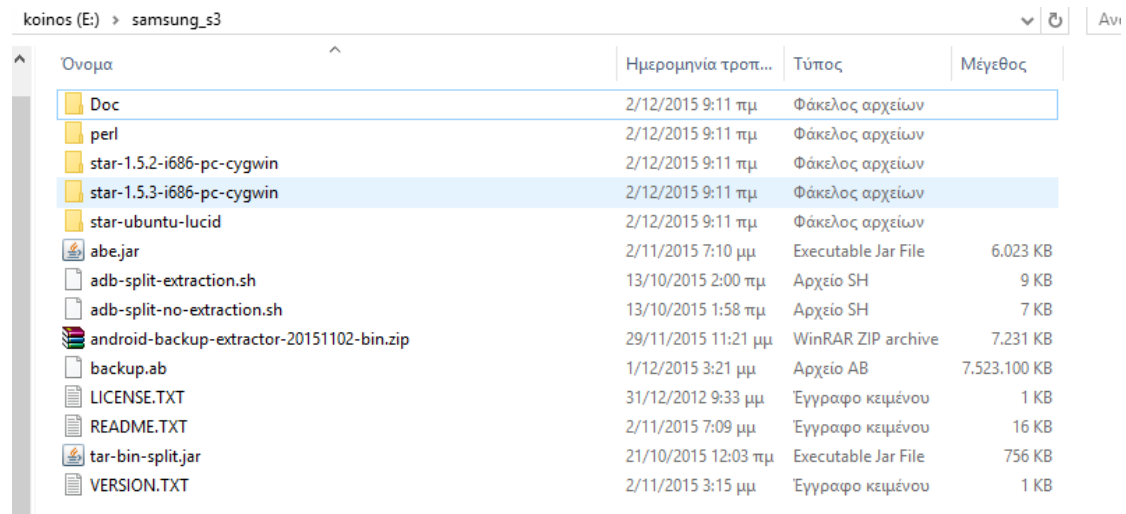 koinos (E:) > samsung_s3 Ανα
Όνομα Ημερομηνία τροπ... Τύπος Μέγεθος
Doc 2/12/2015 9:11 πμ Φάκελος αρχείων
perl 2/12/2015 9:11 πμ Φάκελος αρχείων
star-1.5.2-i686-pc-cygwin 2/12/2015 9:11 πμ Φάκελος αρχείων
star-1.5.3-i686-pc-cygwin 2/12/2015 9:11 πμ Φάκελος αρχείων
star-ubuntu-lucid 2/12/2015 9:11 πμ Φάκελος αρχείων
abe.jar 2/11/2015 7:10 μμ Executable Jar File 6.023 KB
adb-split-extraction.sh 13/10/2015 2:00 πμ Αρχείο SH 9 KB
adb-split-no-extraction.sh 13/10/2015 1:58 πμ Αρχείο SH 7 KB
android-backup-extractor-20151102-bin.zip 29/11/2015 11:21 μμ WinRAR ZIP archive 7.231 KB
backup.ab 1/12/2015 3:21 μμ Αρχείο AB 7.523.100 KB
LICENSE.TXT 31/12/2012 9:33 μμ Έγγραφο κειμένου 1 KB
README.TXT 2/11/2015 7:09 μμ Έγγραφο κειμένου 16 KB
tar-bin-split.jar 21/10/2015 12:03 πμ Executable Jar File 756 KB
VERSION.TXT 2/11/2015 3:15 μμ Έγγραφο κειμένου 1 KB